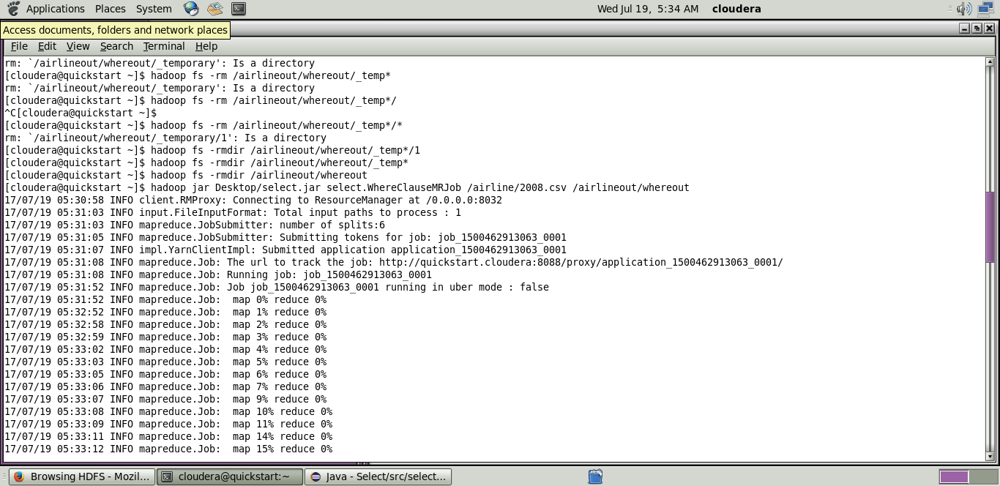 Applications Places System Wed Jul 19, 5:34 AM cloudera
Access documents, folders and network places
File Edit View Search Terminal Help
rm: `/airlineout/whereout/_temporary': Is a directory
[cloudera@quickstart ~]$ hadoop fs -rm /airlineout/whereout/_temp*
rm: `/airlineout/whereout/_temporary': Is a directory
[cloudera@quickstart ~]$ hadoop fs -rm /airlineout/whereout/_temp*/
^C[cloudera@quickstart ~]$
[cloudera@quickstart ~]$ hadoop fs -rm /airlineout/whereout/_temp*/*
rm: `/airlineout/whereout/_temporary/1': Is a directory
[cloudera@quickstart ~]$ hadoop fs -rmdir /airlineout/whereout/_temp*/1
[cloudera@quickstart ~]$ hadoop fs -rmdir /airlineout/whereout/_temp*
[cloudera@quickstart ~]$ hadoop fs -rmdir /airlineout/whereout
[cloudera@quickstart ~]$ hadoop jar Desktop/select.jar select.WhereClauseMRJob /airline/2008.csv /airlineout/whereout
17/07/19 05:30:58 INFO client.RMProxy: Connecting to ResourceManager at /0.0.0.0:8032
17/07/19 05:31:03 INFO input.FileInputFormat: Total input paths to process : 1
17/07/19 05:31:03 INFO mapreduce.JobSubmitter: number of splits:6
17/07/19 05:31:05 INFO mapreduce.JobSubmitter: Submitting tokens for job: job_1500462913063_0001
17/07/19 05:31:07 INFO impl.YarnClientImpl: Submitted application application_1500462913063_0001
17/07/19 05:31:08 INFO mapreduce.Job: The url to track the job: http://quickstart.cloudera:8088/proxy/application_1500462913063_0001/
17/07/19 05:31:08 INFO mapreduce.Job: Running job: job_1500462913063_0001
17/07/19 05:31:52 INFO mapreduce.Job: Job job_1500462913063_0001 running in uber mode : false
17/07/19 05:31:52 INFO mapreduce.Job:  map 0% reduce 0%
17/07/19 05:32:52 INFO mapreduce.Job:  map 1% reduce 0%
17/07/19 05:32:58 INFO mapreduce.Job:  map 2% reduce 0%
17/07/19 05:32:59 INFO mapreduce.Job:  map 3% reduce 0%
17/07/19 05:33:02 INFO mapreduce.Job:  map 4% reduce 0%
17/07/19 05:33:03 INFO mapreduce.Job:  map 5% reduce 0%
17/07/19 05:33:05 INFO mapreduce.Job:  map 6% reduce 0%
17/07/19 05:33:06 INFO mapreduce.Job:  map 7% reduce 0%
17/07/19 05:33:07 INFO mapreduce.Job:  map 9% reduce 0%
17/07/19 05:33:08 INFO mapreduce.Job:  map 10% reduce 0%
17/07/19 05:33:09 INFO mapreduce.Job:  map 11% reduce 0%
17/07/19 05:33:11 INFO mapreduce.Job:  map 14% reduce 0%
17/07/19 05:33:12 INFO mapreduce.Job:  map 15% reduce 0%
Browsing HDFS - Mozil... cloudera@quickstart:~ Java - Select/src/select...